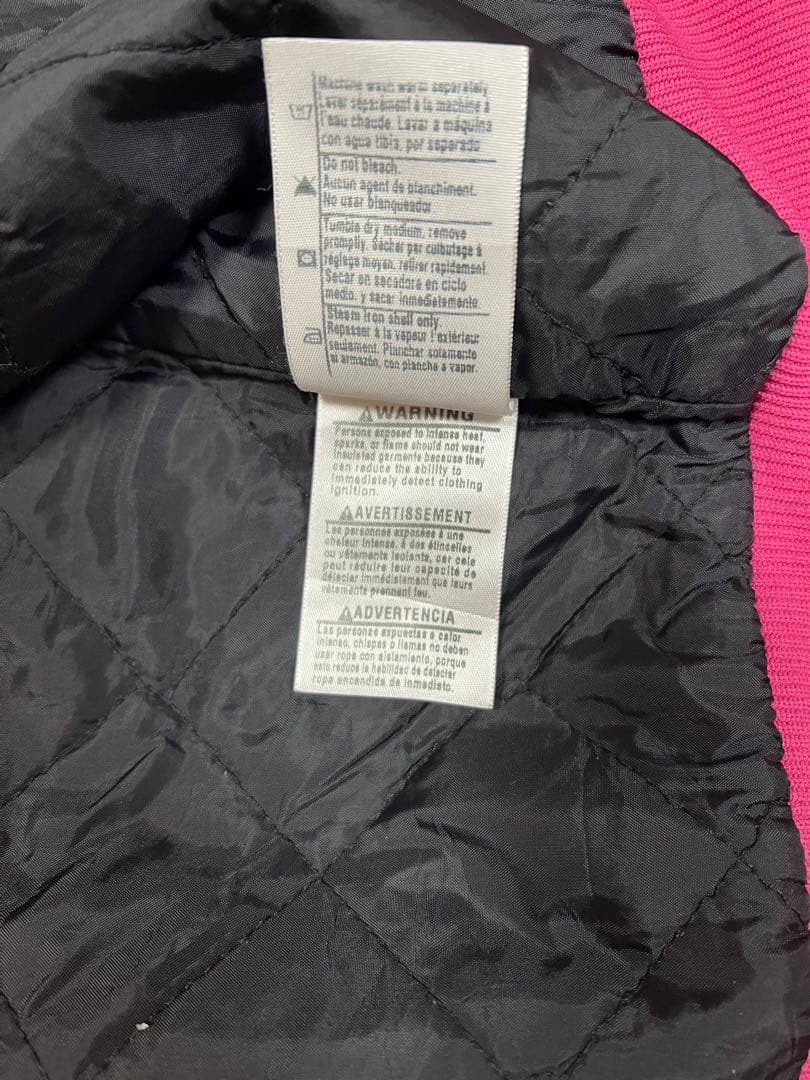 Machine wash warm separately
Laver séparément à la machine à
l'eau chaude. Lavar a máquina
con agua tibia, por separado
Do not bleach.
Aucun agent de blanchiment.
No usar blanqueador
Tumble dry medium, remove
promptly. Sécher par culbutage à
réglage moyen, retirer rapidement
Secar en secadora en ciclo
medio, y sacar inmediatamente.
Steam iron shell only.
Repasser à la vapeur l'extérieur
seulement. Planchar solamente
el armazón, con plancha a vapor.
WARNING
Persons exposed to intense heat,
sparks, or flame should not wear
insulated garments because they
can reduce the ability to
immediately detect clothing
ignition.
AVERTISSEMENT
Les personnes exposées à une
chaleur intense, à des étincelles
ou vêtements isolants, car cela
peut réduire leur capacité de
détecter immédiatement que leurs
vêtements prennent feu.
ADVERTENCIA
Las personas expuestas a calor
intenso, chispas o llamas no deben
usar ropa con aislamiento, porque
esto reduce la habilidad de detectar
ropa encendida de inmediato.